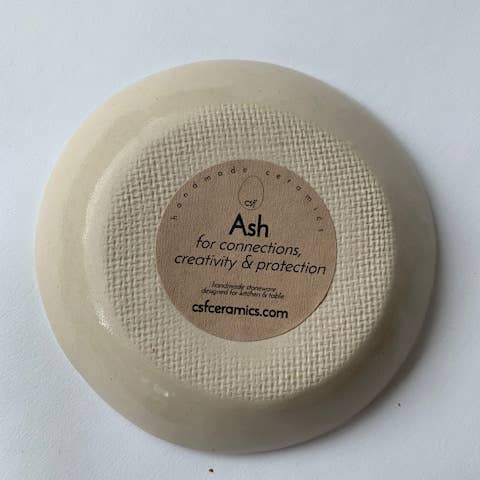 handmade ceramics
csf
Ash
for connections,
creativity & protection
handmade stoneware
designed for kitchen & table
csfceramics.com